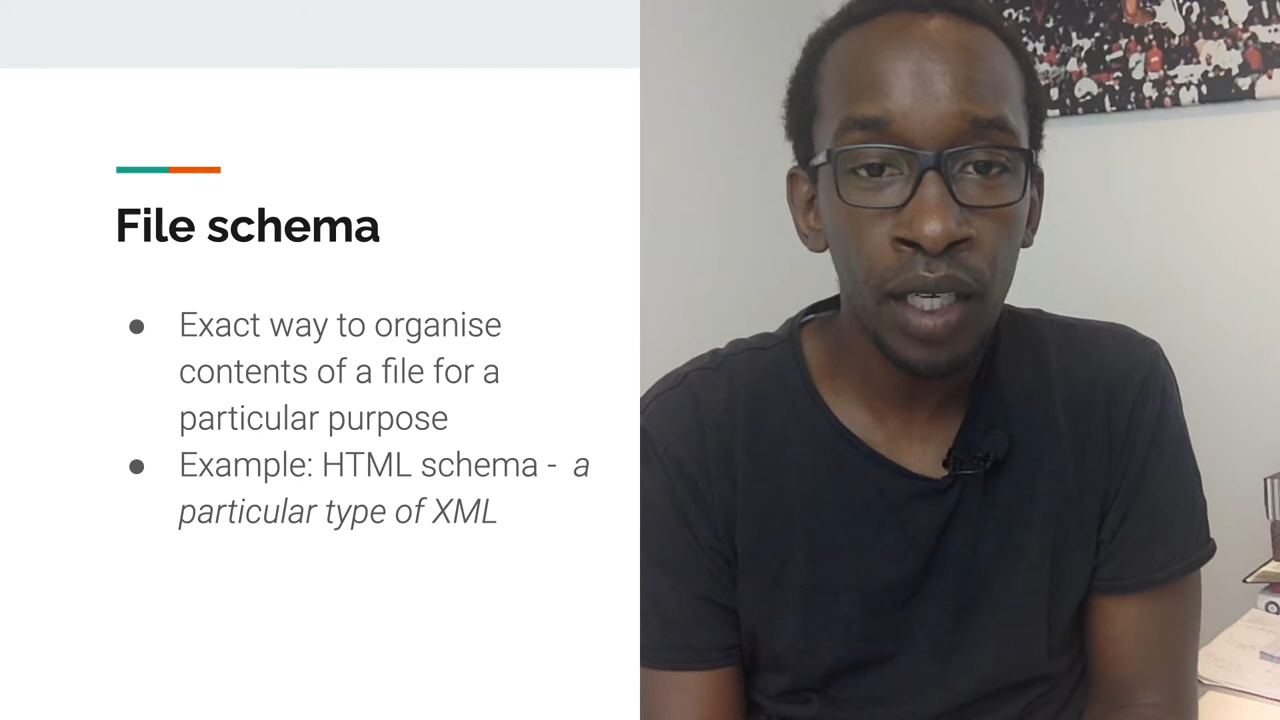 File schema
● Exact way to organise
contents of a file for a
particular purpose
● Example: HTML schema - a
particular type of XML